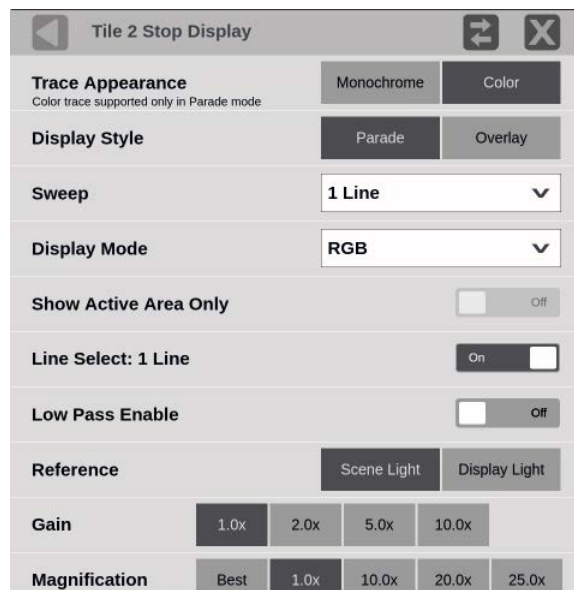 Tile 2 Stop Display
Trace Appearance Monochrome Color
Color trace supported only in Parade mode
Display Style Parade Overlay
Sweep 1 Line
Display Mode RGB
Show Active Area Only Off
Line Select: 1 Line On
Low Pass Enable Off
Reference Scene Light Display Light
Gain 1.0x 2.0x 5.0x 10.0x
Magnification Best 1.0x 10.0x 20.0x 25.0x